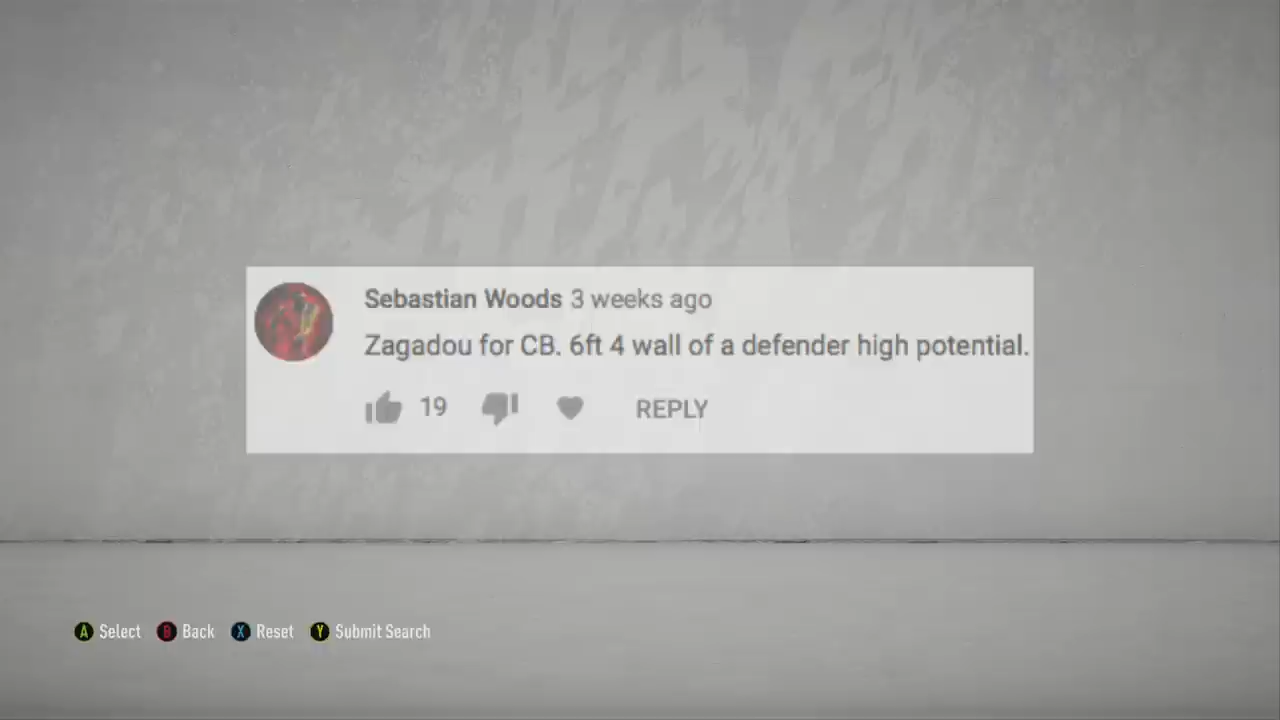 Sebastian Woods 3 weeks ago
Zagadou for CB. 6ft 4 wall of a defender high potential.
19 REPLY
A Select B Back X Reset Y Submit Search